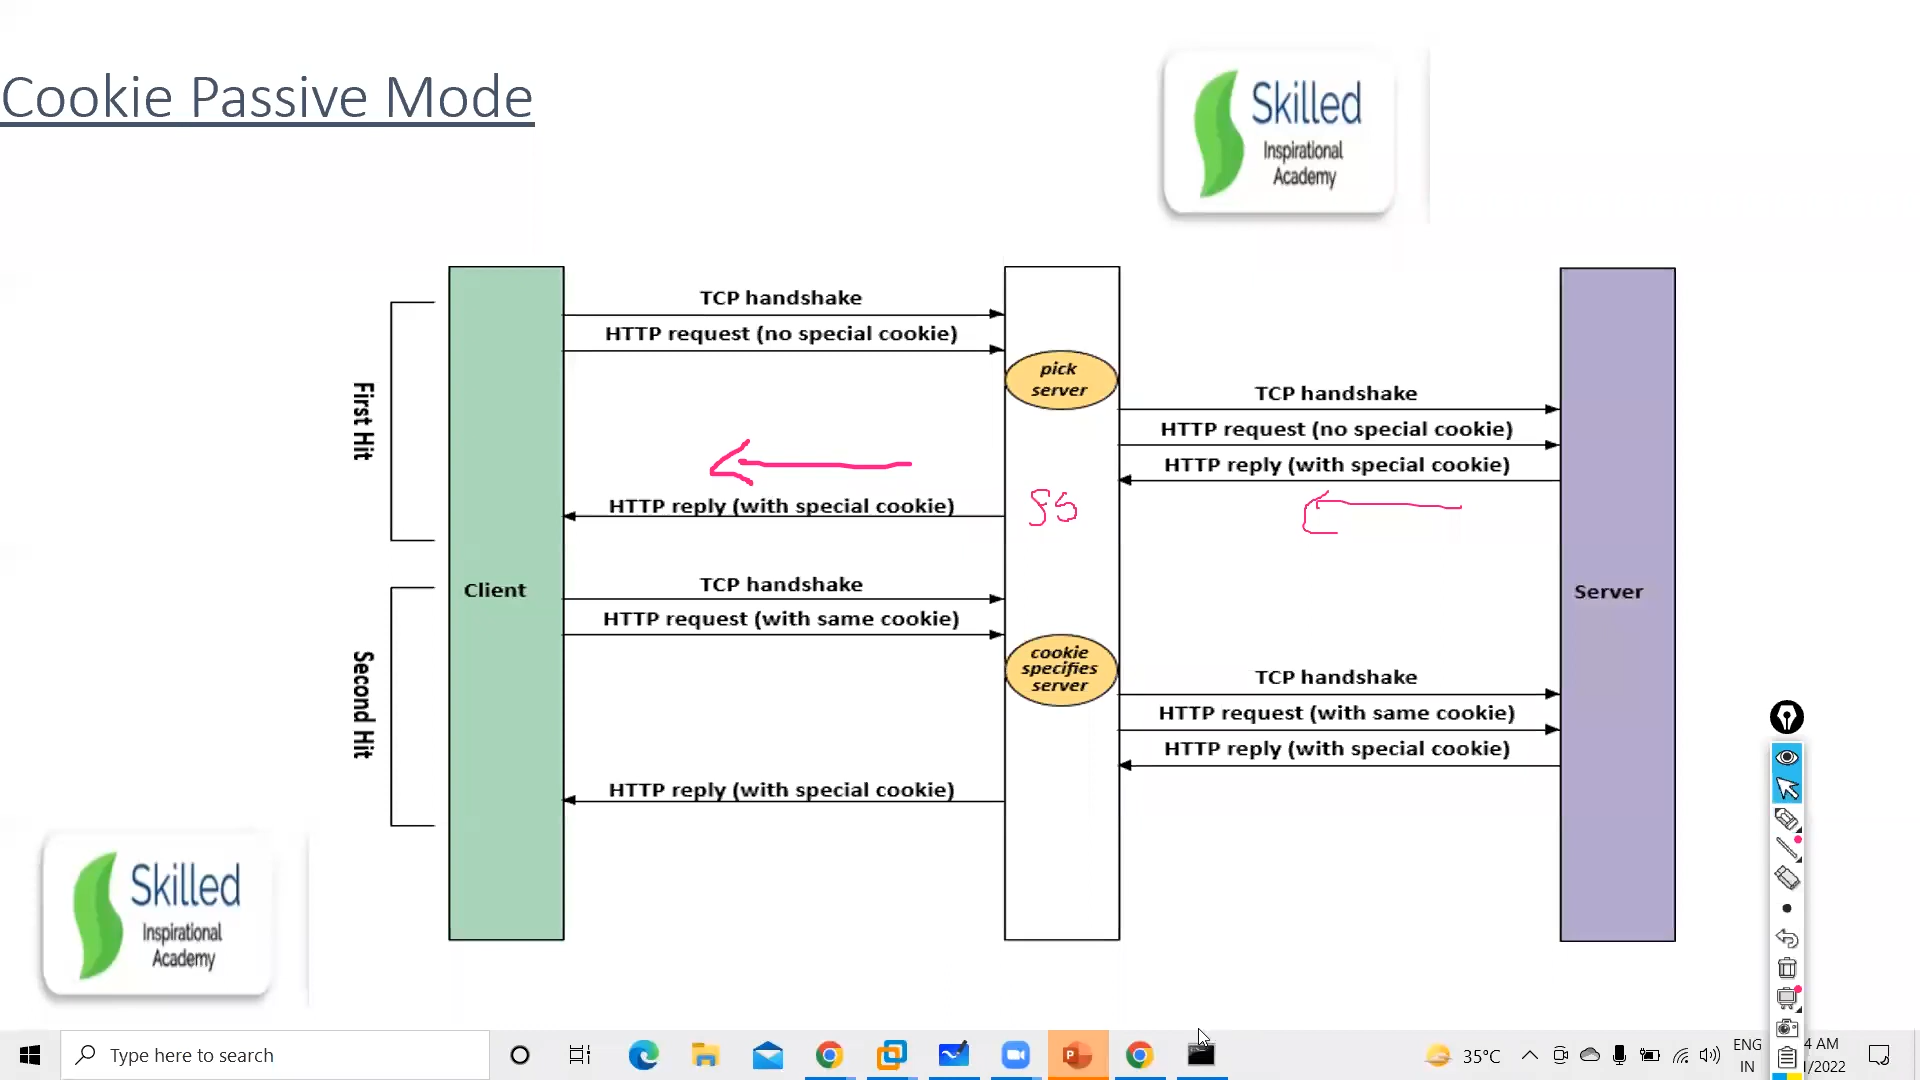 Cookie Passive Mode
Skilled
Inspirational
Academy
TCP handshake
HTTP request (no special cookie)
pick
server
TCP handshake
HTTP request (no special cookie)
HTTP reply (with special cookie)
HTTP reply (with special cookie)
First Hit
TCP handshake
Client
Server
HTTP request (with same cookie)
cookie
specifies
server
TCP handshake
HTTP request (with same cookie)
HTTP reply (with special cookie)
HTTP reply (with special cookie)
Second Hit
Skilled
Inspirational
Academy
Type here to search
35°C
ENG
IN
4 AM
/2022